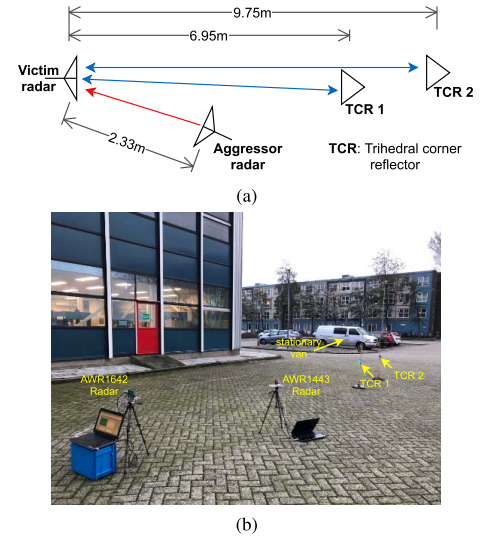 9.75m
6.95m
Victim
radar
TCR 1
TCR 2
2.33m
Aggressor
radar
TCR: Trihedral corner
reflector
(a)
stationary
van
AWR1642
Radar
AWR1443
Radar
TCR 1
TCR 2
(b)